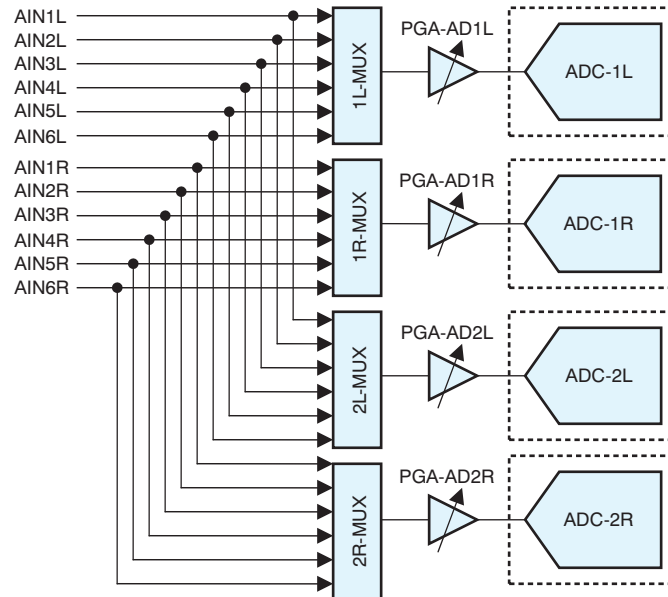 AIN1L
AIN2L
AIN3L
AIN4L
AIN5L
AIN6L
AIN1R
AIN2R
AIN3R
AIN4R
AIN5R
AIN6R
1L-MUX
PGA-AD1L
ADC-1L
1R-MUX
PGA-AD1R
ADC-1R
2L-MUX
PGA-AD2L
ADC-2L
2R-MUX
PGA-AD2R
ADC-2R